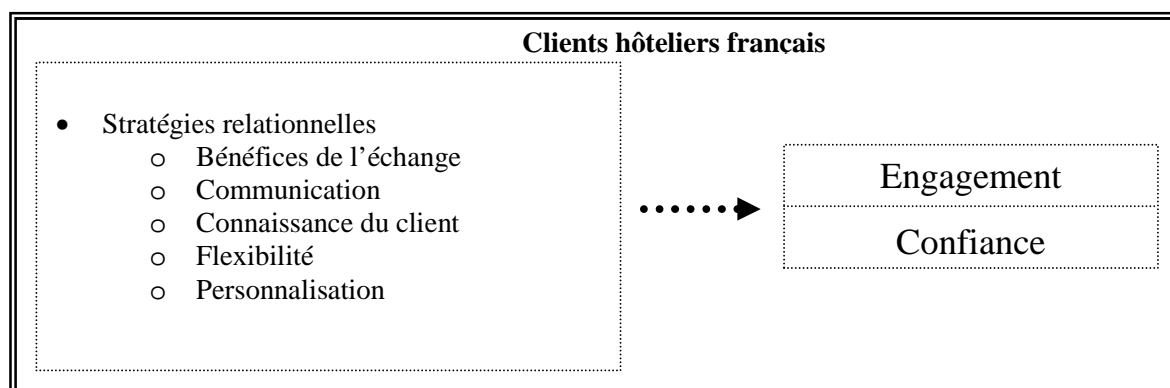 Clients hôteliers français
• Stratégies relationnelles
o Bénéfices de l’échange
o Communication
o Connaissance du client
o Flexibilité
o Personnalisation
Engagement
Confiance